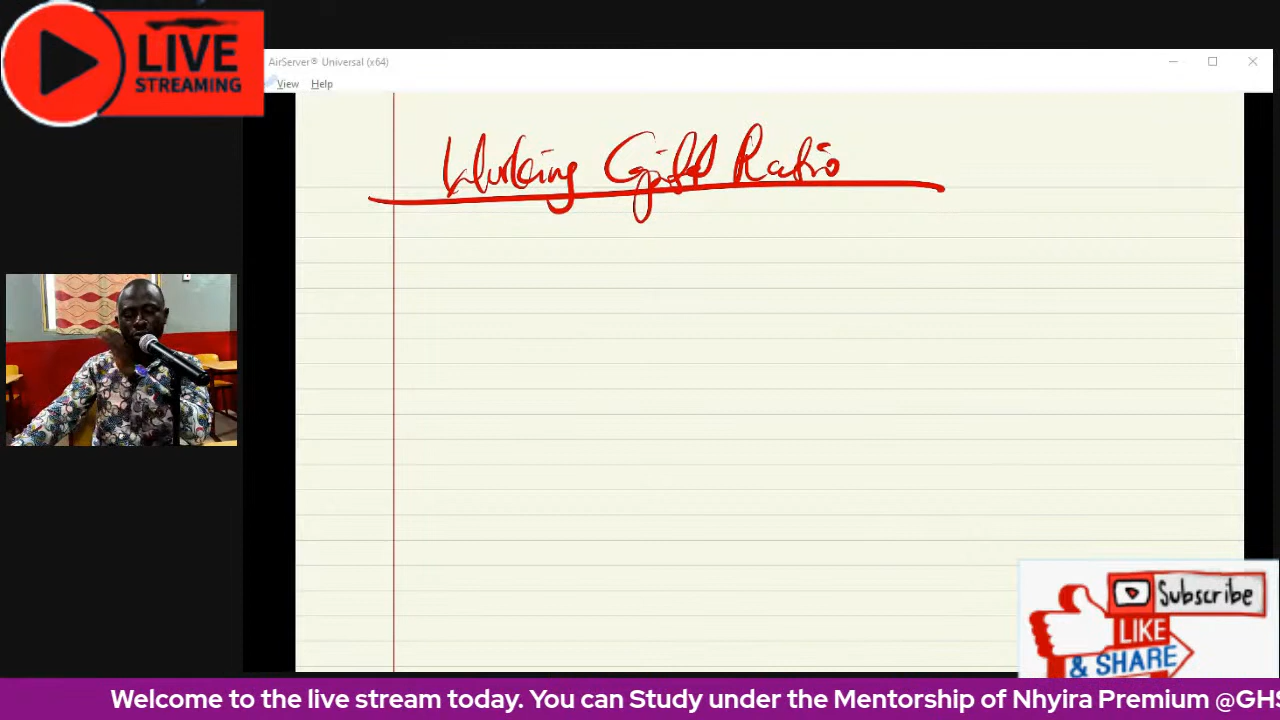 LIVE
STREAMING
AirServer® Universal (x64)
View Help
Working Capital Ratio
Subscribe
LIKE
& SHARE
Welcome to the live stream today. You can Study under the Mentorship of Nhyira Premium @GHS